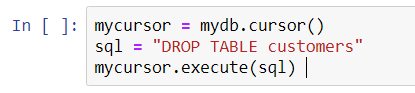 In [ ]: mycursor = mydb.cursor()
sql = "DROP TABLE customers"
mycursor.execute(sql)